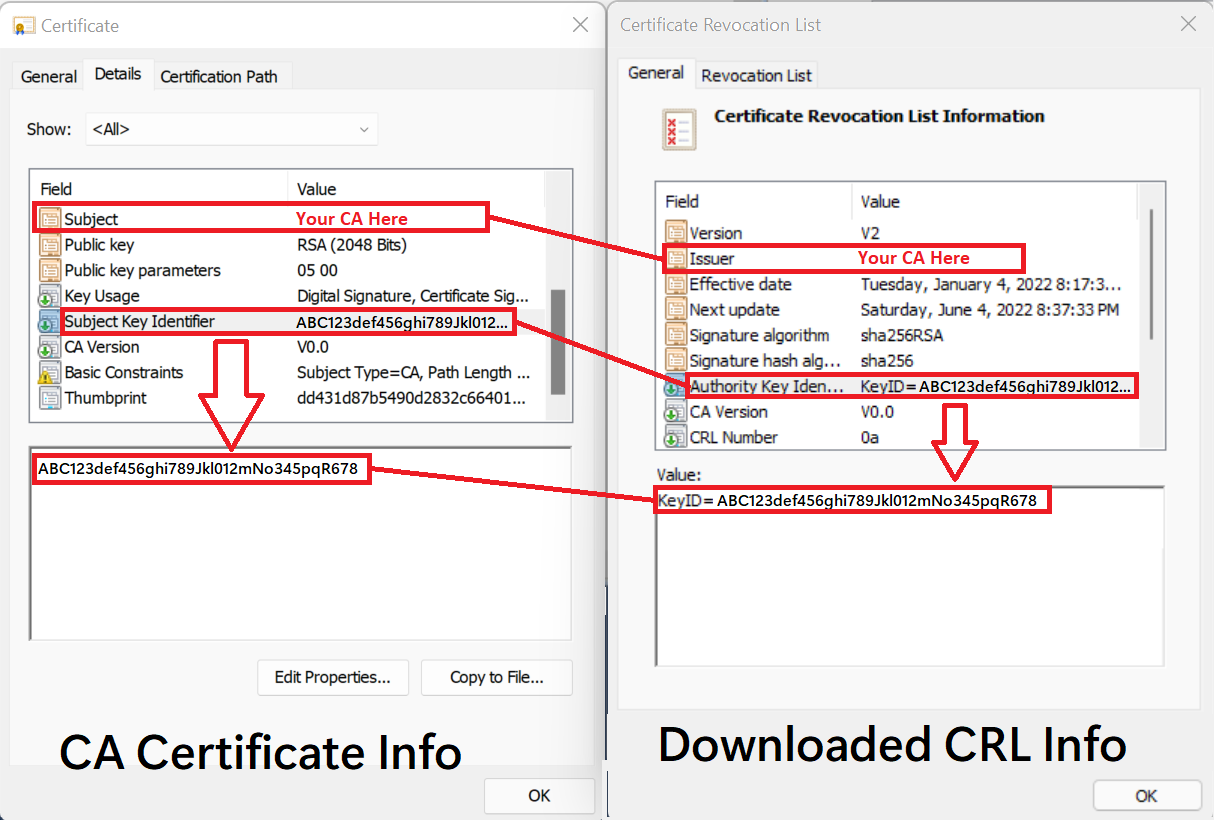 Certificate
General Details Certification Path
Show: <All>
Field Value
Subject Your CA Here
Public key RSA (2048 Bits)
Public key parameters 05 00
Key Usage Digital Signature, Certificate Sig...
Subject Key Identifier ABC123def456ghi789Jkl012...
CA Version V0.0
Basic Constraints Subject Type=CA, Path Length ...
Thumbprint dd431d87b5490d2832c66401...
ABC123def456ghi789Jkl012mNo345pqR678
Edit Properties... Copy to File...
CA Certificate Info
OK
Certificate Revocation List
General Revocation List
Certificate Revocation List Information
Field Value
Version V2
Issuer Your CA Here
Effective date Tuesday, January 4, 2022 8:17:3...
Next update Saturday, June 4, 2022 8:37:33 PM
Signature algorithm sha256RSA
Signature hash alg... sha256
Authority Key Iden... KeyID=ABC123def456ghi789Jkl012...
CA Version V0.0
CRL Number 0a
Value:
KeyID=ABC123def456ghi789Jkl012mNo345pqR678
Downloaded CRL Info
OK